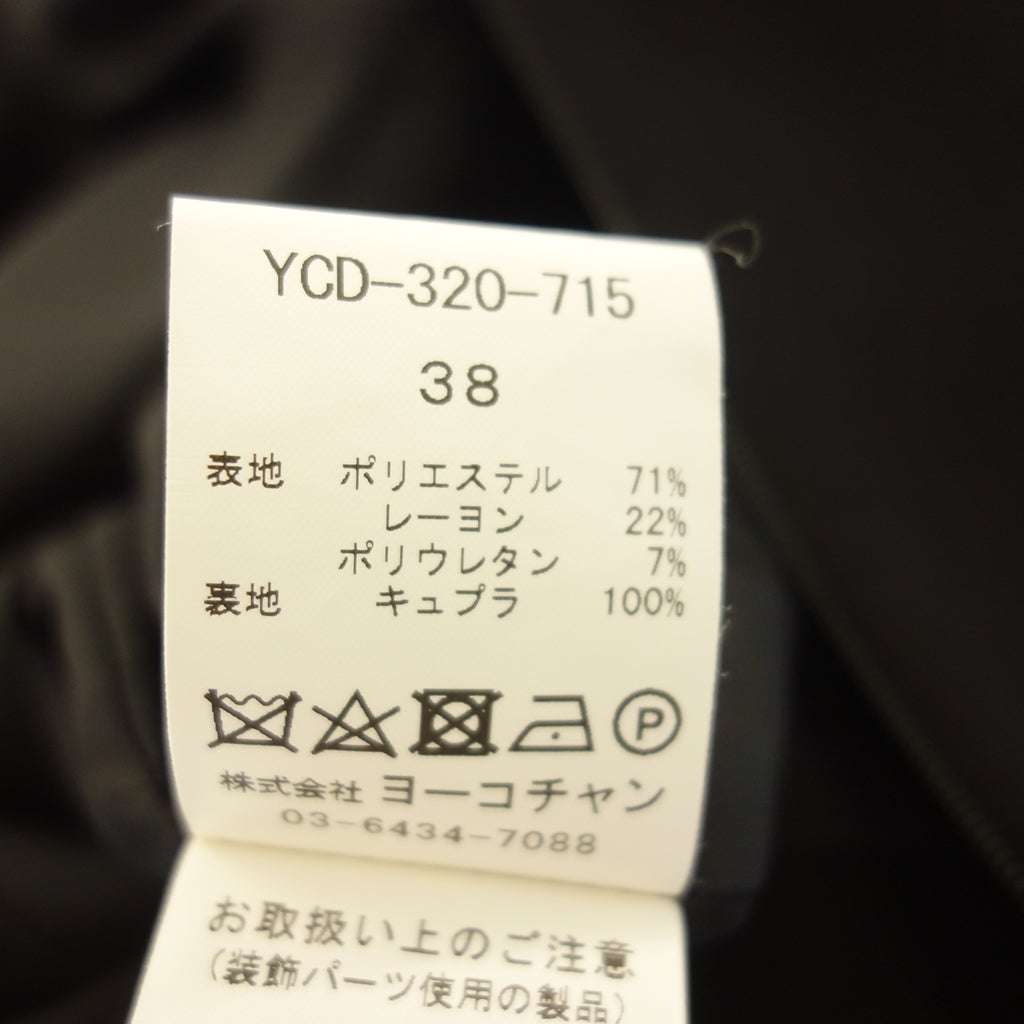 YCD-320-715
38
表地 ポリエステル 71%
レーヨン 22%
ポリウレタン 7%
裏地 キュプラ 100%
P
株式会社 ヨーコチャン
03-6434-7088
お取扱い上のご注意
(装飾パーツ使用の製品)